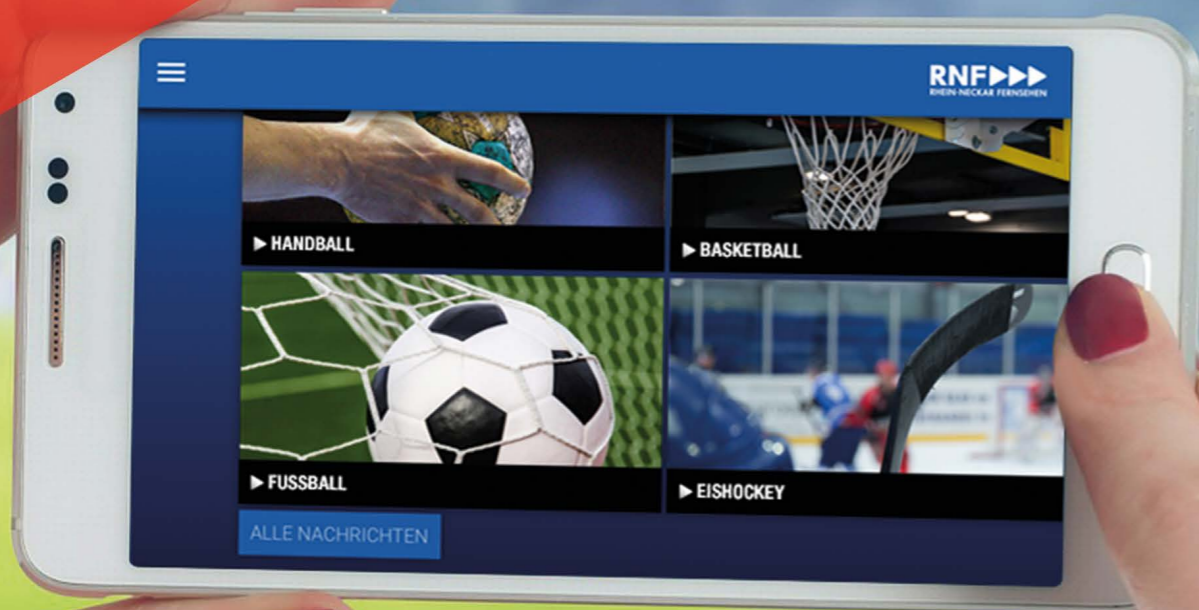 RNF
RHEIN-NECKAR FERNSEHEN
HANDBALL
BASKETBALL
FUSSBALL
EISHOCKEY
ALLE NACHRICHTEN